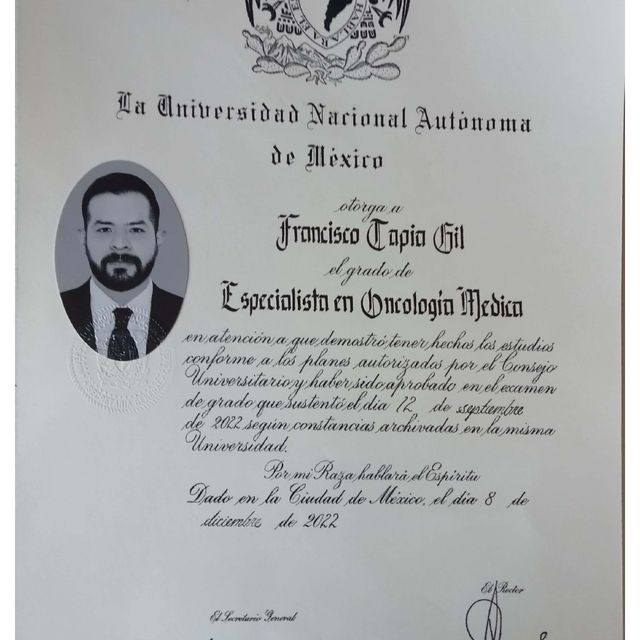 HABLARA EL E
La Universidad Nacional Autónoma
de México
otorga a
Francisco Tapia Gil
el grado de
Especialista en Oncología Medica
en atención a que demostró tener hechos los estudios
conforme a los planes autorizados por el Consejo
Universitario y haber sido aprobado en el examen
de grado que sustentó el día 12 de septiembre
de 2022 según constancias archivadas en la misma
Universidad.
Por mi Raza hablará el Espíritu
Dado en la Ciudad de México, el día 8 de
diciembre de 2022
El Rector
El Secretario General